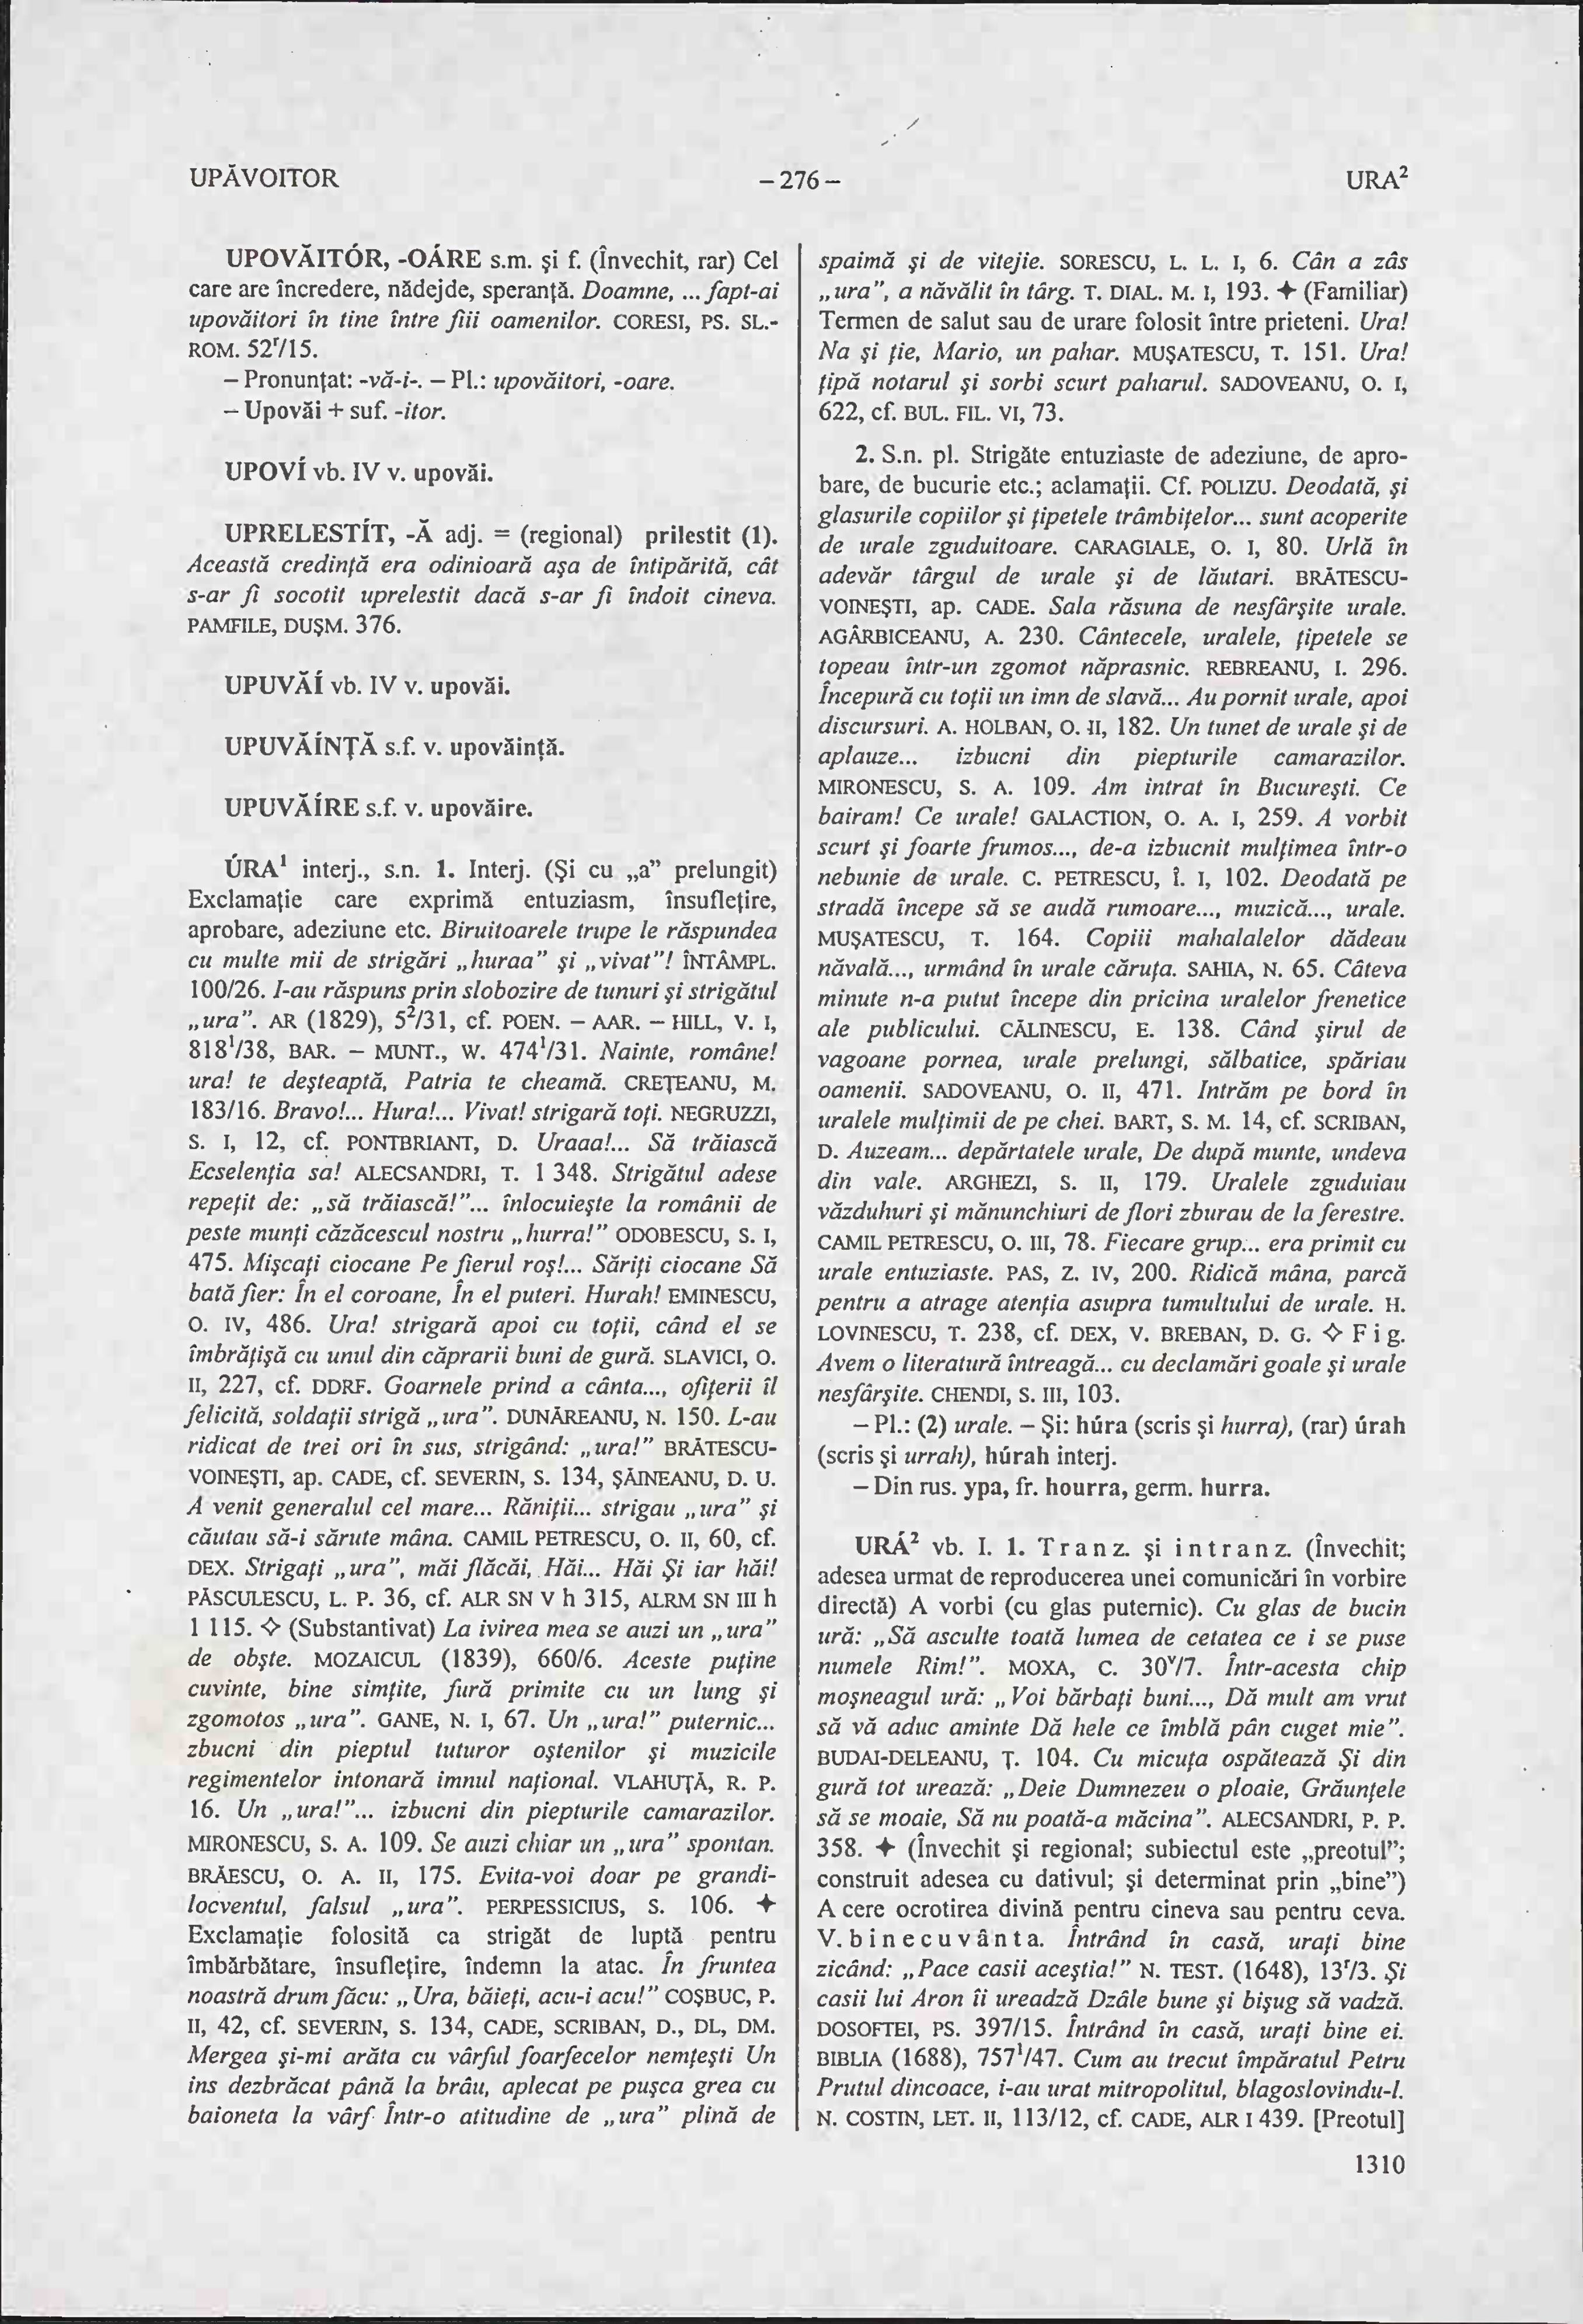 UPĂVOITOR
– 276 –
URA²
UPOVĂITÓR, -OÁRE s.m. şi f. (Învechit, rar) Cel
care are încredere, nădejde, speranţă. Doamne, ... fapt-ai
upovăitori în tine între fiii oamenilor. CORESI, PS. SL.-
ROM. 52ʳ/15.
– Pronunţat: -vă-i-. – Pl.: upovăitori, -oare.
– Upovăi + suf. -itor.
UPOVÍ vb. IV v. upovăi.
UPRELESTÍT, -Ă adj. = (regional) prilestit (1).
Această credinţă era odinioară aşa de întipărită, cât
s-ar fi socotit uprelestit dacă s-ar fi îndoit cineva.
PAMFILE, DUŞM. 376.
UPUVĂÍ vb. IV v. upovăi.
UPUVĂÍNŢĂ s.f. v. upovăinţă.
UPUVĂÍRE s.f. v. upovăire.
ÚRA¹ interj., s.n. 1. Interj. (Şi cu „a” prelungit)
Exclamaţie care exprimă entuziasm, însufleţire,
aprobare, adeziune etc. Biruitoarele trupe le răspundea
cu multe mii de strigări „huraa” şi „vivat”! ÎNTÂMPL.
100/26. I-au răspuns prin slobozire de tunuri şi strigătul
„ura”. AR (1829), 5²/31, cf. POEN. – AAR. – HILL, V. I,
818¹/38, BAR. – MUNT., W. 474¹/31. Nainte, române!
ura! te deşteaptă, Patria te cheamă. CREŢEANU, M.
183/16. Bravo!... Hura!... Vivat! strigară toţi. NEGRUZZI,
S. I, 12, cf. PONTBRIANT, D. Uraaa!... Să trăiască
Ecselenţia sa! ALECSANDRI, T. 1 348. Strigătul adese
repeţit de: „să trăiască!”... înlocuieşte la românii de
peste munţi căzăcescul nostru „hurra!” ODOBESCU, S. I,
475. Mişcaţi ciocane Pe fierul roş!... Săriţi ciocane Să
bată fier: În el coroane, În el puteri. Hurah! EMINESCU,
O. IV, 486. Ura! strigară apoi cu toţii, când el se
îmbrăţişă cu unul din căprarii buni de gură. SLAVICI, O.
II, 227, cf. DDRF. Goarnele prind a cânta..., ofiţerii îl
felicită, soldaţii strigă „ura”. DUNĂREANU, N. 150. L-au
ridicat de trei ori în sus, strigând: „ura!” BRĂTESCU-
VOINEŞTI, ap. CADE, cf. SEVERIN, S. 134, ŞĂINEANU, D. U.
A venit generalul cel mare... Răniţii... strigau „ura” şi
căutau să-i sărute mâna. CAMIL PETRESCU, O. II, 60, cf.
DEX. Strigaţi „ura”, măi flăcăi, Hăi... Hăi Şi iar hăi!
PĂSCULESCU, L. P. 36, cf. ALR SN V h 315, ALRM SN III h
1 115. ◇ (Substantivat) La ivirea mea se auzi un „ura”
de obşte. MOZAICUL (1839), 660/6. Aceste puţine
cuvinte, bine simţite, fură primite cu un lung şi
zgomotos „ura”. GANE, N. I, 67. Un „ura!” puternic...
zbucni din pieptul tuturor oştenilor şi muzicile
regimentelor intonară imnul naţional. VLAHUŢĂ, R. P.
16. Un „ura!”... izbucni din piepturile camarazilor.
MIRONESCU, S. A. 109. Se auzi chiar un „ura” spontan.
BRĂESCU, O. A. II, 175. Evita-voi doar pe grandi-
locventul, falsul „ura”. PERPESSICIUS, S. 106. ✦
Exclamaţie folosită ca strigăt de luptă pentru
îmbărbătare, însufleţire, îndemn la atac. În fruntea
noastră drum făcu: „Ura, băieţi, acu-i acu!” COŞBUC, P.
II, 42, cf. SEVERIN, S. 134, CADE, SCRIBAN, D., DL, DM.
Mergea şi-mi arăta cu vârful foarfecelor nemţeşti Un
ins dezbrăcat până la brâu, aplecat pe puşca grea cu
baioneta la vârf Într-o atitudine de „ura” plină de
spaimă şi de vitejie. SORESCU, L. L. I, 6. Cân a zâs
„ura”, a năvălit în târg. T. DIAL. M. I, 193. ✦ (Familiar)
Termen de salut sau de urare folosit între prieteni. Ura!
Na şi ţie, Mario, un pahar. MUŞATESCU, T. 151. Ura!
ţipă notarul şi sorbi scurt paharul. SADOVEANU, O. I,
622, cf. BUL. FIL. VI, 73.
2. S.n. pl. Strigăte entuziaste de adeziune, de apro-
bare, de bucurie etc.; aclamaţii. Cf. POLIZU. Deodată, şi
glasurile copiilor şi ţipetele trâmbiţelor... sunt acoperite
de urale zguduitoare. CARAGIALE, O. I, 80. Urlă în
adevăr târgul de urale şi de lăutari. BRĂTESCU-
VOINEŞTI, ap. CADE. Sala răsuna de nesfârşite urale.
AGÂRBICEANU, A. 230. Cântecele, uralele, ţipetele se
topeau într-un zgomot năprasnic. REBREANU, I. 296.
Începură cu toţii un imn de slavă... Au pornit urale, apoi
discursuri. A. HOLBAN, O. II, 182. Un tunet de urale şi de
aplauze... izbucni din piepturile camarazilor.
MIRONESCU, S. A. 109. Am intrat în Bucureşti. Ce
bairam! Ce urale! GALACTION, O. A. I, 259. A vorbit
scurt şi foarte frumos..., de-a izbucnit mulţimea într-o
nebunie de urale. C. PETRESCU, Î. I, 102. Deodată pe
stradă începe să se audă rumoare..., muzică..., urale.
MUŞATESCU, T. 164. Copiii mahalalelor dădeau
năvală..., urmând în urale căruţa. SAHIA, N. 65. Câteva
minute n-a putut începe din pricina uralelor frenetice
ale publicului. CĂLINESCU, E. 138. Când şirul de
vagoane pornea, urale prelungi, sălbatice, spăriau
oamenii. SADOVEANU, O. II, 471. Intrăm pe bord în
uralele mulţimii de pe chei. BART, S. M. 14, cf. SCRIBAN,
D. Auzeam... depărtatele urale, De după munte, undeva
din vale. ARGHEZI, S. II, 179. Uralele zguduiau
văzduhuri şi mănunchiuri de flori zburau de la ferestre.
CAMIL PETRESCU, O. III, 78. Fiecare grup... era primit cu
urale entuziaste. PAS, Z. IV, 200. Ridică mâna, parcă
pentru a atrage atenţia asupra tumultului de urale. H.
LOVINESCU, T. 238, cf. DEX, V. BREBAN, D. G. ◇ Fig.
Avem o literatură întreagă... cu declamări goale şi urale
nesfârşite. CHENDI, S. III, 103.
– Pl.: (2) urale. – Şi: húra (scris şi hurra), (rar) úrah
(scris şi urrah), húrah interj.
– Din rus. ура, fr. hourra, germ. hurra.
URÁ² vb. I. 1. Tranz. şi intranz. (Învechit;
adesea urmat de reproducerea unei comunicări în vorbire
directă) A vorbi (cu glas puternic). Cu glas de bucin
ură: „Să asculte toată lumea de cetatea ce i se puse
numele Rim!”. MOXA, C. 30ᵛ/7. Într-acesta chip
moşneagul ură: „Voi bărbaţi buni..., Dă mult am vrut
să vă aduc aminte Dă hele ce îmblă pân cuget mie”.
BUDAI-DELEANU, Ţ. 104. Cu micuţa ospătează Şi din
gură tot urează: „Deie Dumnezeu o ploaie, Grăunţele
să se moaie, Să nu poată-a măcina”. ALECSANDRI, P. P.
358. ✦ (Învechit şi regional; subiectul este „preotul”;
construit adesea cu dativul; şi determinat prin „bine”)
A cere ocrotirea divină pentru cineva sau pentru ceva.
V. binecuvânta. Întrând în casă, uraţi bine
zicând: „Pace casii aceştia!” N. TEST. (1648), 13ʳ/3. Şi
casii lui Aron îi ureadză Dzâle bune şi bişug să vadză.
DOSOFTEI, PS. 397/15. Întrând în casă, uraţi bine ei.
BIBLIA (1688), 757¹/47. Cum au trecut împăratul Petru
Prutul dincoace, i-au urat mitropolitul, blagoslovindu-l.
N. COSTIN, LET. II, 113/12, cf. CADE, ALR I 439. [Preotul]
1310